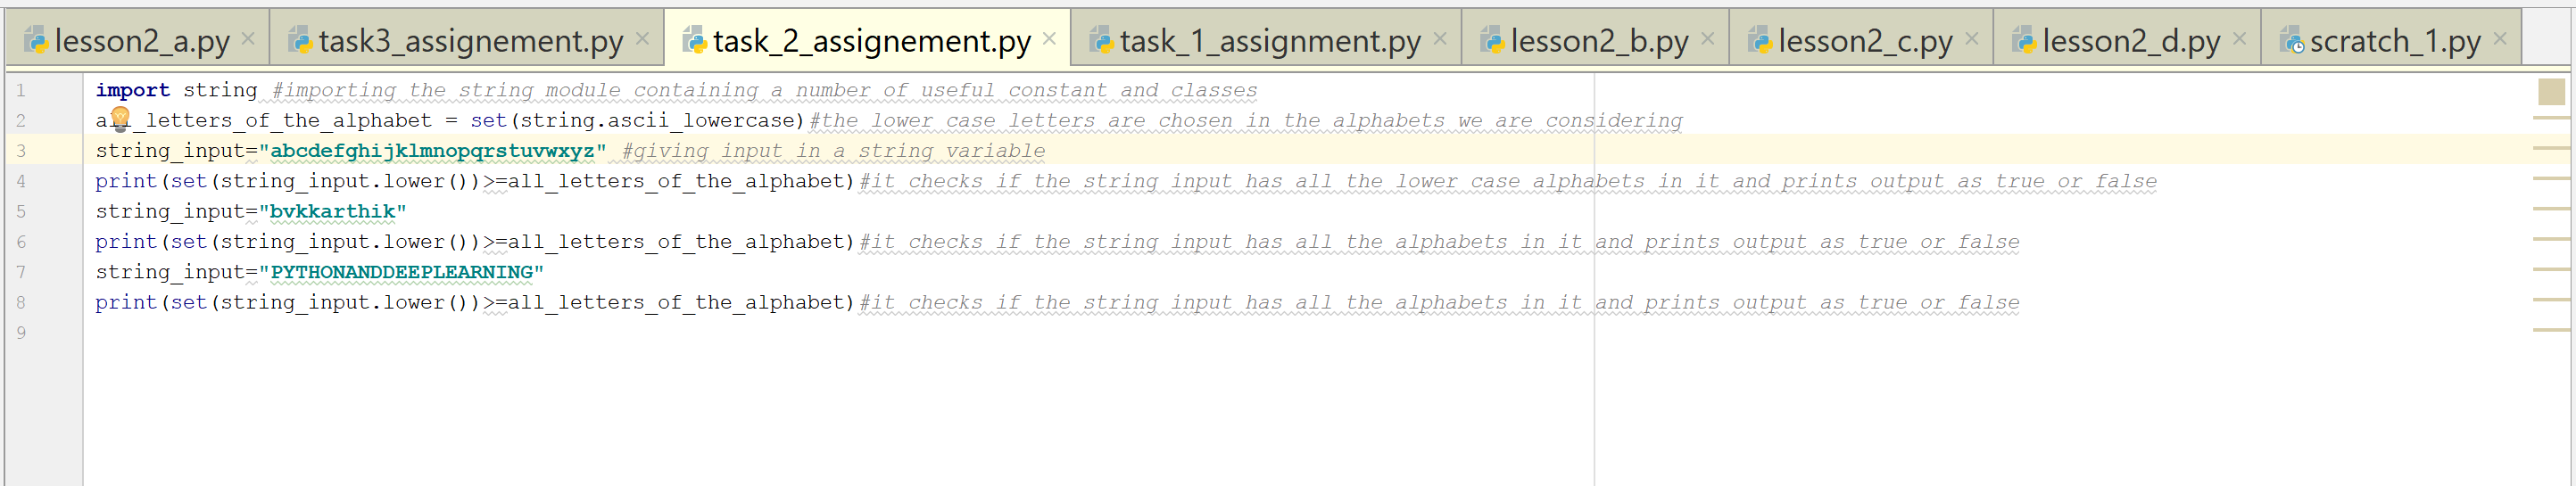 lesson2_a.py task3_assignement.py task_2_assignement.py task_1_assignment.py lesson2_b.py lesson2_c.py lesson2_d.py scratch_1.py
1 import string #importing the string module containing a number of useful constant and classes
2 all_letters_of_the_alphabet = set(string.ascii_lowercase)#the lower case letters are chosen in the alphabets we are considering
3 string_input="abcdefghijklmnopqrstuvwxyz" #giving input in a string variable
4 print(set(string_input.lower())>=all_letters_of_the_alphabet)#it checks if the string input has all the lower case alphabets in it and prints output as true or false
5 string_input="bvkkarthik"
6 print(set(string_input.lower())>=all_letters_of_the_alphabet)#it checks if the string input has all the alphabets in it and prints output as true or false
7 string_input="PYTHONANDDEEPLEARNING"
8 print(set(string_input.lower())>=all_letters_of_the_alphabet)#it checks if the string input has all the alphabets in it and prints output as true or false
9